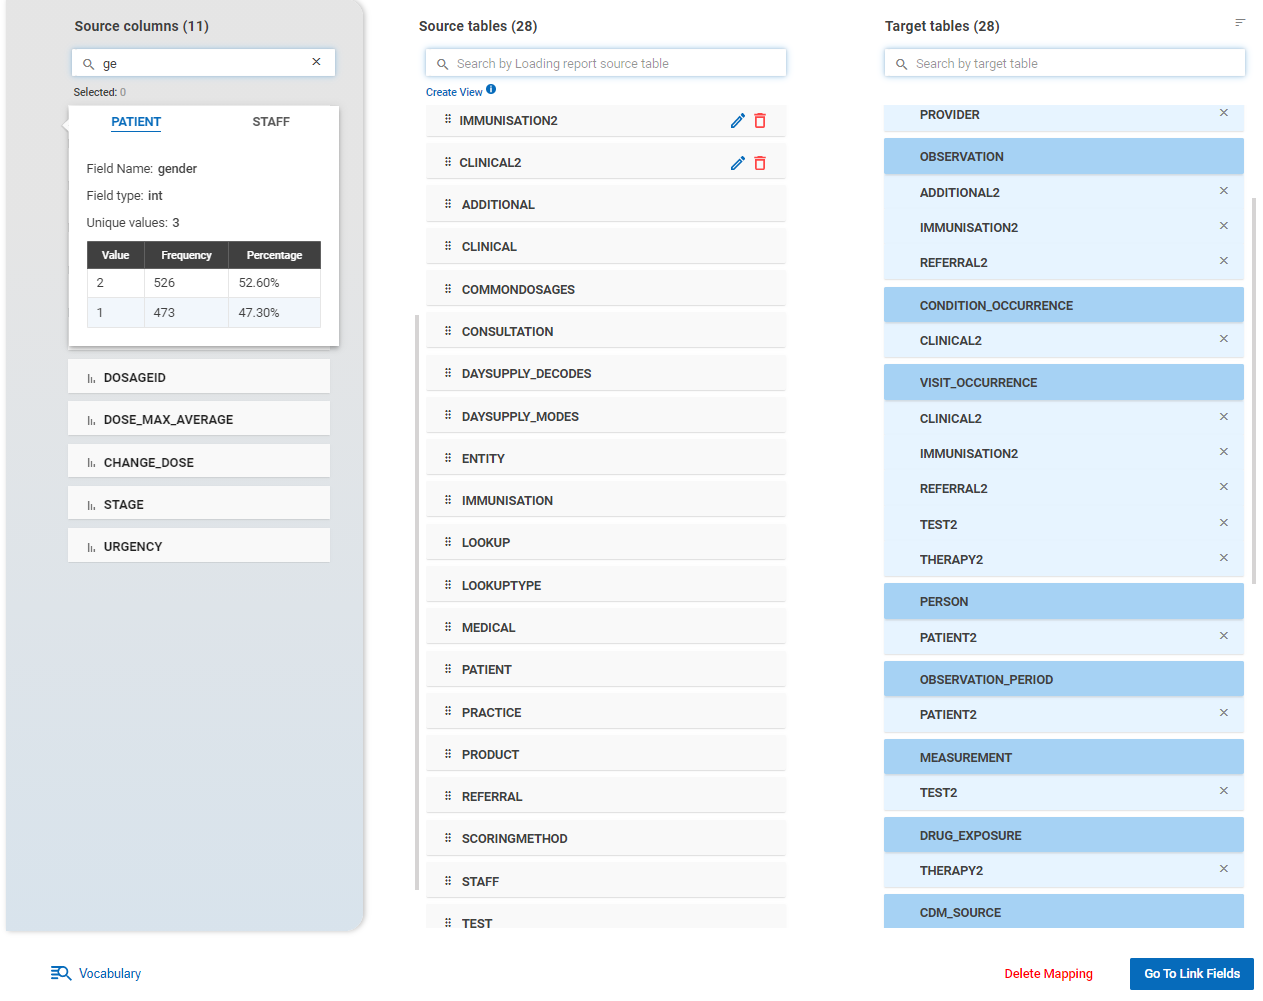 Source columns (11)
ge
Selected: 0
PATIENT STAFF
Field Name: gender
Field type: int
Unique values: 3
Value Frequency Percentage
2 526 52.60%
1 473 47.30%
DOSAGEID
DOSE_MAX_AVERAGE
CHANGE_DOSE
STAGE
URGENCY
Source tables (28)
Search by Loading report source table
Create View
IMMUNISATION2
CLINICAL2
ADDITIONAL
CLINICAL
COMMONDOSAGES
CONSULTATION
DAYSUPPLY_DECODES
DAYSUPPLY_MODES
ENTITY
IMMUNISATION
LOOKUP
LOOKUPTYPE
MEDICAL
PATIENT
PRACTICE
PRODUCT
REFERRAL
SCORINGMETHOD
STAFF
TEST
Target tables (28)
Search by target table
PROVIDER
OBSERVATION
ADDITIONAL2
IMMUNISATION2
REFERRAL2
CONDITION_OCCURRENCE
CLINICAL2
VISIT_OCCURRENCE
CLINICAL2
IMMUNISATION2
REFERRAL2
TEST2
THERAPY2
PERSON
PATIENT2
OBSERVATION_PERIOD
PATIENT2
MEASUREMENT
TEST2
DRUG_EXPOSURE
THERAPY2
CDM_SOURCE
Vocabulary
Delete Mapping
Go To Link Fields